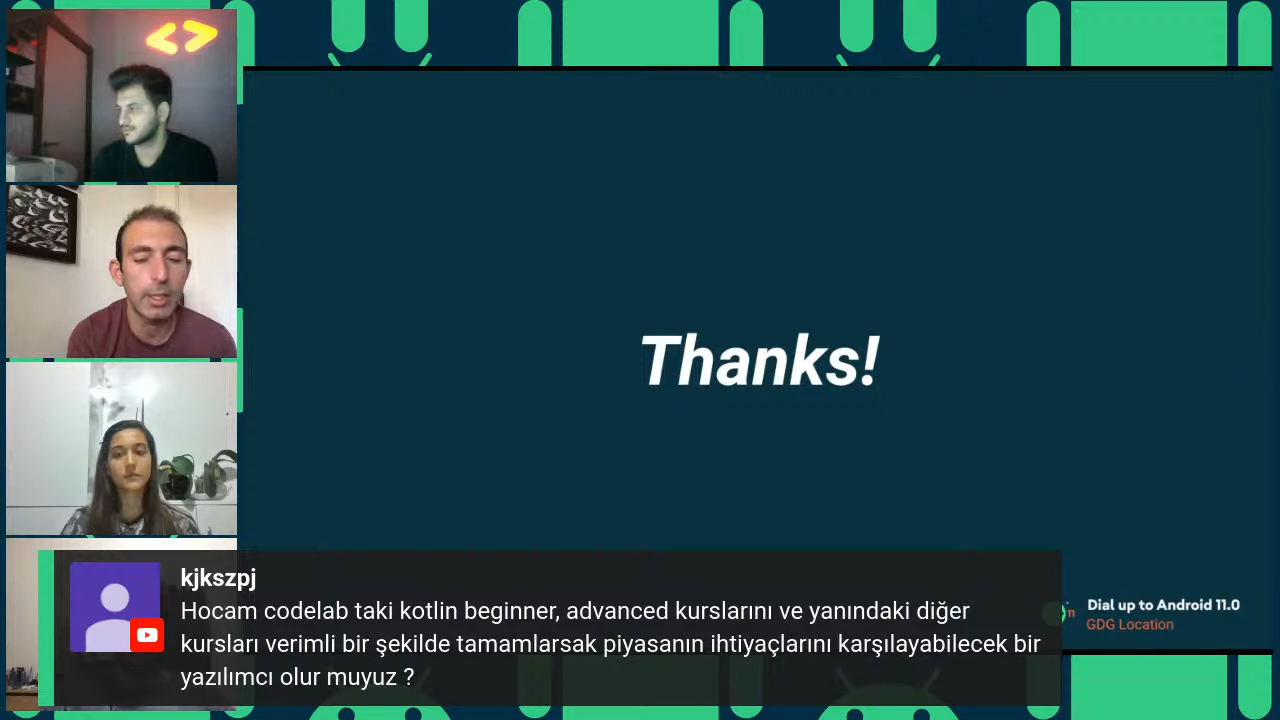 Thanks!
kjkszpj
Hocam codelab taki kotlin beginner, advanced kurslarını ve yanındaki diğer
kursları verimli bir şekilde tamamlarsak piyasanın ihtiyaçlarını karşılayabilecek bir
yazılımcı olur muyuz ?
Dial up to Android 11.0
GDG Location